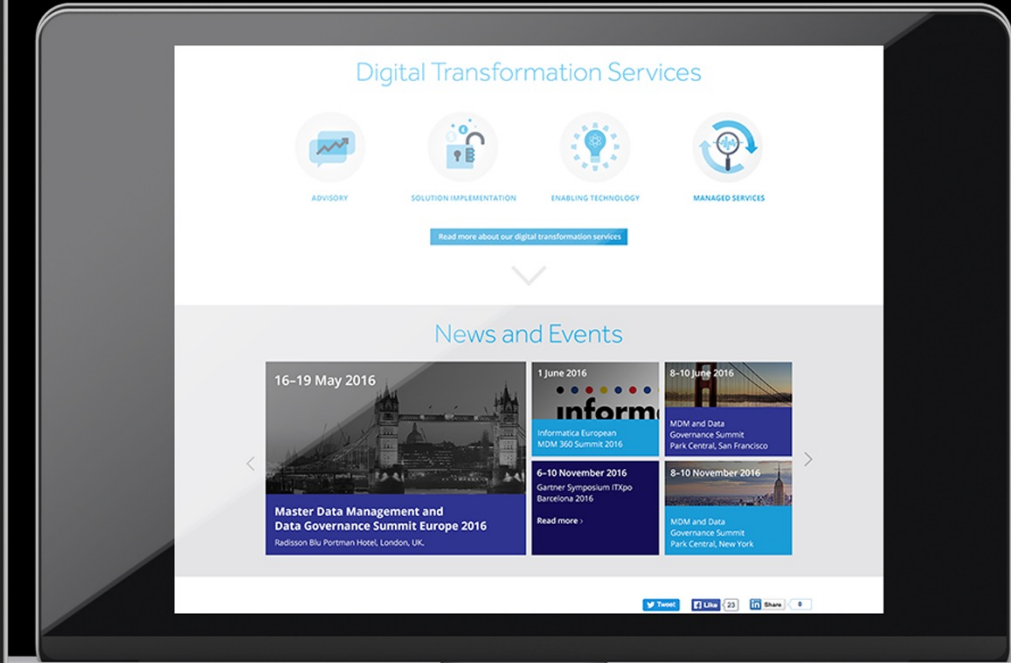 Digital Transformation Services
ADVISORY
SOLUTION IMPLEMENTATION
ENABLING TECHNOLOGY
MANAGED SERVICES
Read more about our digital transformation services
News and Events
16–19 May 2016
Master Data Management and
Data Governance Summit Europe 2016
Radisson Blu Portman Hotel, London, UK.
1 June 2016
inform
Informatica European
MDM 360 Summit 2016
8–10 June 2016
MDM and Data
Governance Summit
Park Central, San Francisco
6–10 November 2016
Gartner Symposium ITXpo
Barcelona 2016
Read more ›
8–10 November 2016
MDM and Data
Governance Summit
Park Central, New York
Tweet
Like 23
in Share 0